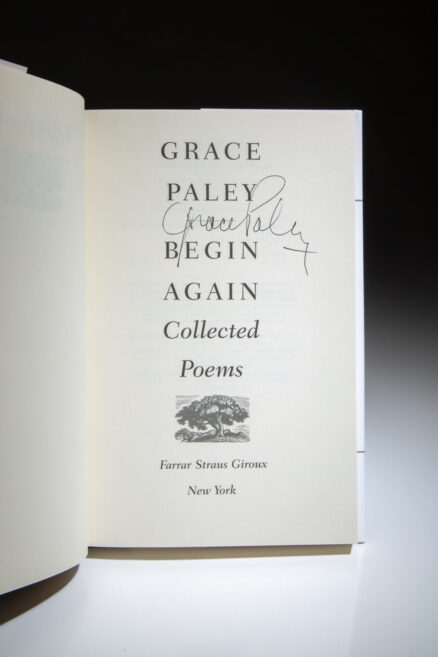 GRACE
PALEY
Grace Paley
BEGIN
AGAIN
Collected
Poems
Farrar Straus Giroux
New York